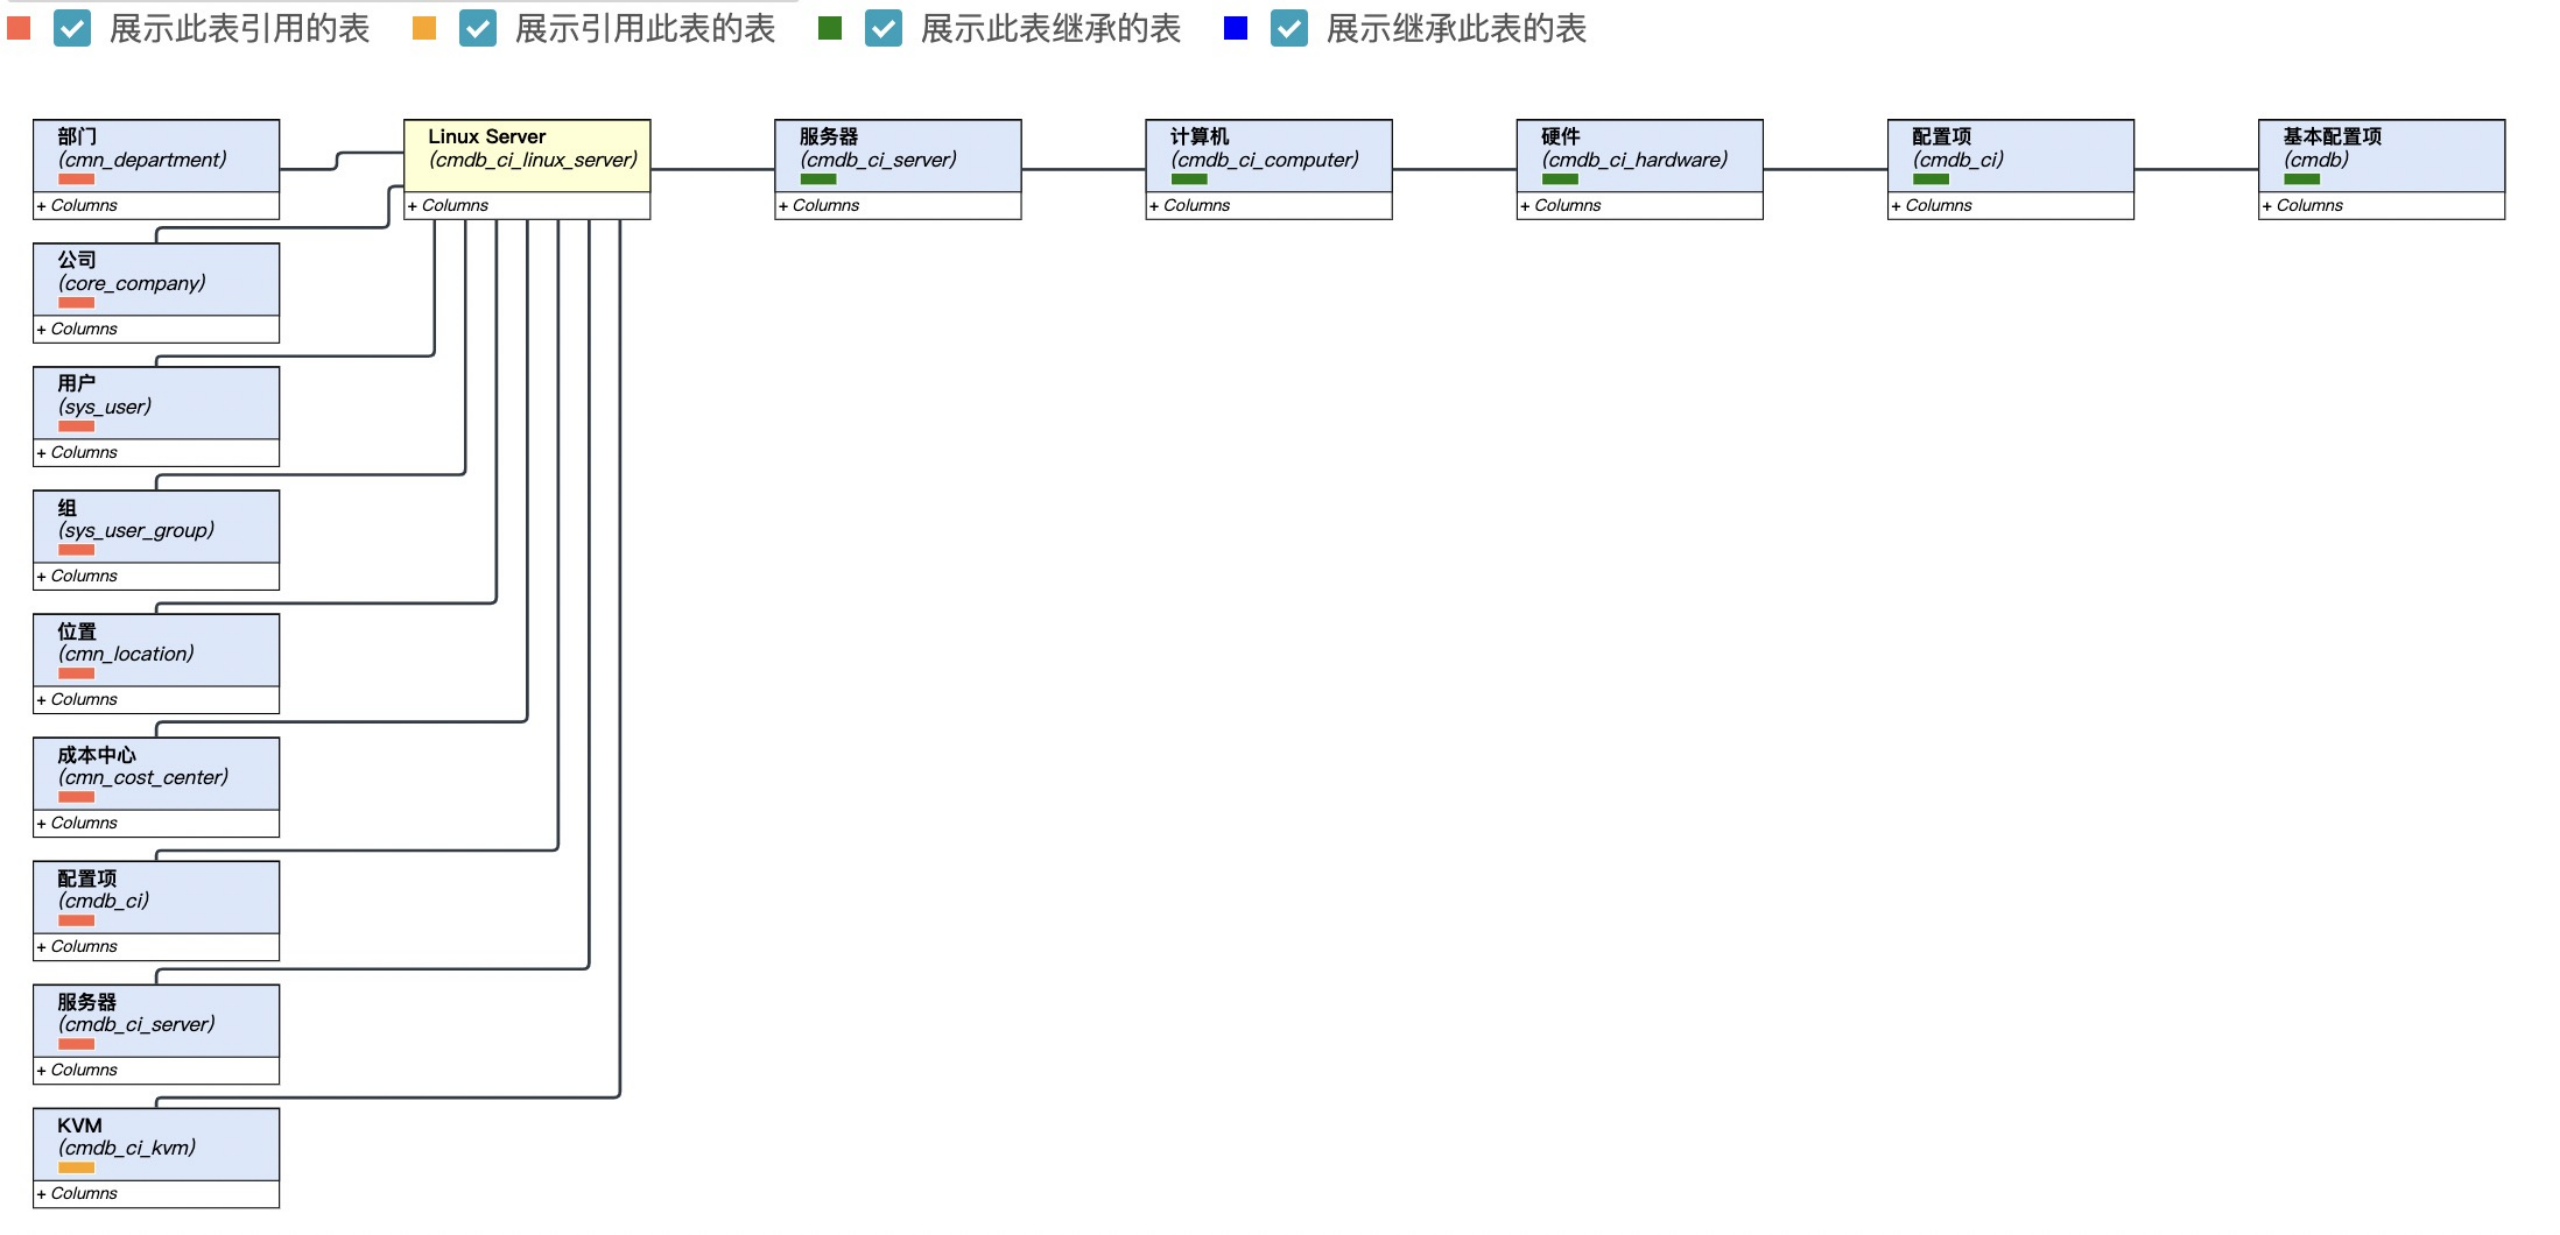 展示此表引用的表
展示引用此表的表
展示此表继承的表
展示继承此表的表
部门
(cmn_department)
+ Columns
Linux Server
(cmdb_ci_linux_server)
+ Columns
服务器
(cmdb_ci_server)
+ Columns
计算机
(cmdb_ci_computer)
+ Columns
硬件
(cmdb_ci_hardware)
+ Columns
配置项
(cmdb_ci)
+ Columns
基本配置项
(cmdb)
+ Columns
公司
(core_company)
+ Columns
用户
(sys_user)
+ Columns
组
(sys_user_group)
+ Columns
位置
(cmn_location)
+ Columns
成本中心
(cmn_cost_center)
+ Columns
配置项
(cmdb_ci)
+ Columns
服务器
(cmdb_ci_server)
+ Columns
KVM
(cmdb_ci_kvm)
+ Columns